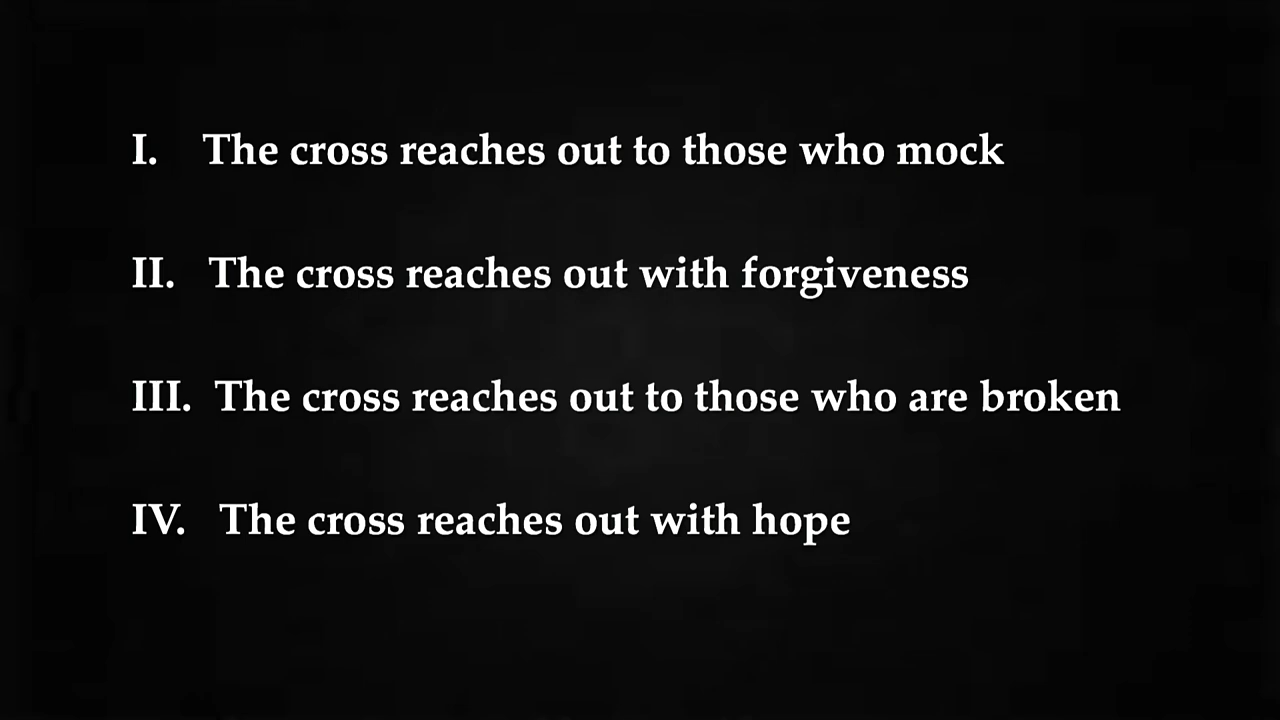 I. The cross reaches out to those who mock
II. The cross reaches out with forgiveness
III. The cross reaches out to those who are broken
IV. The cross reaches out with hope